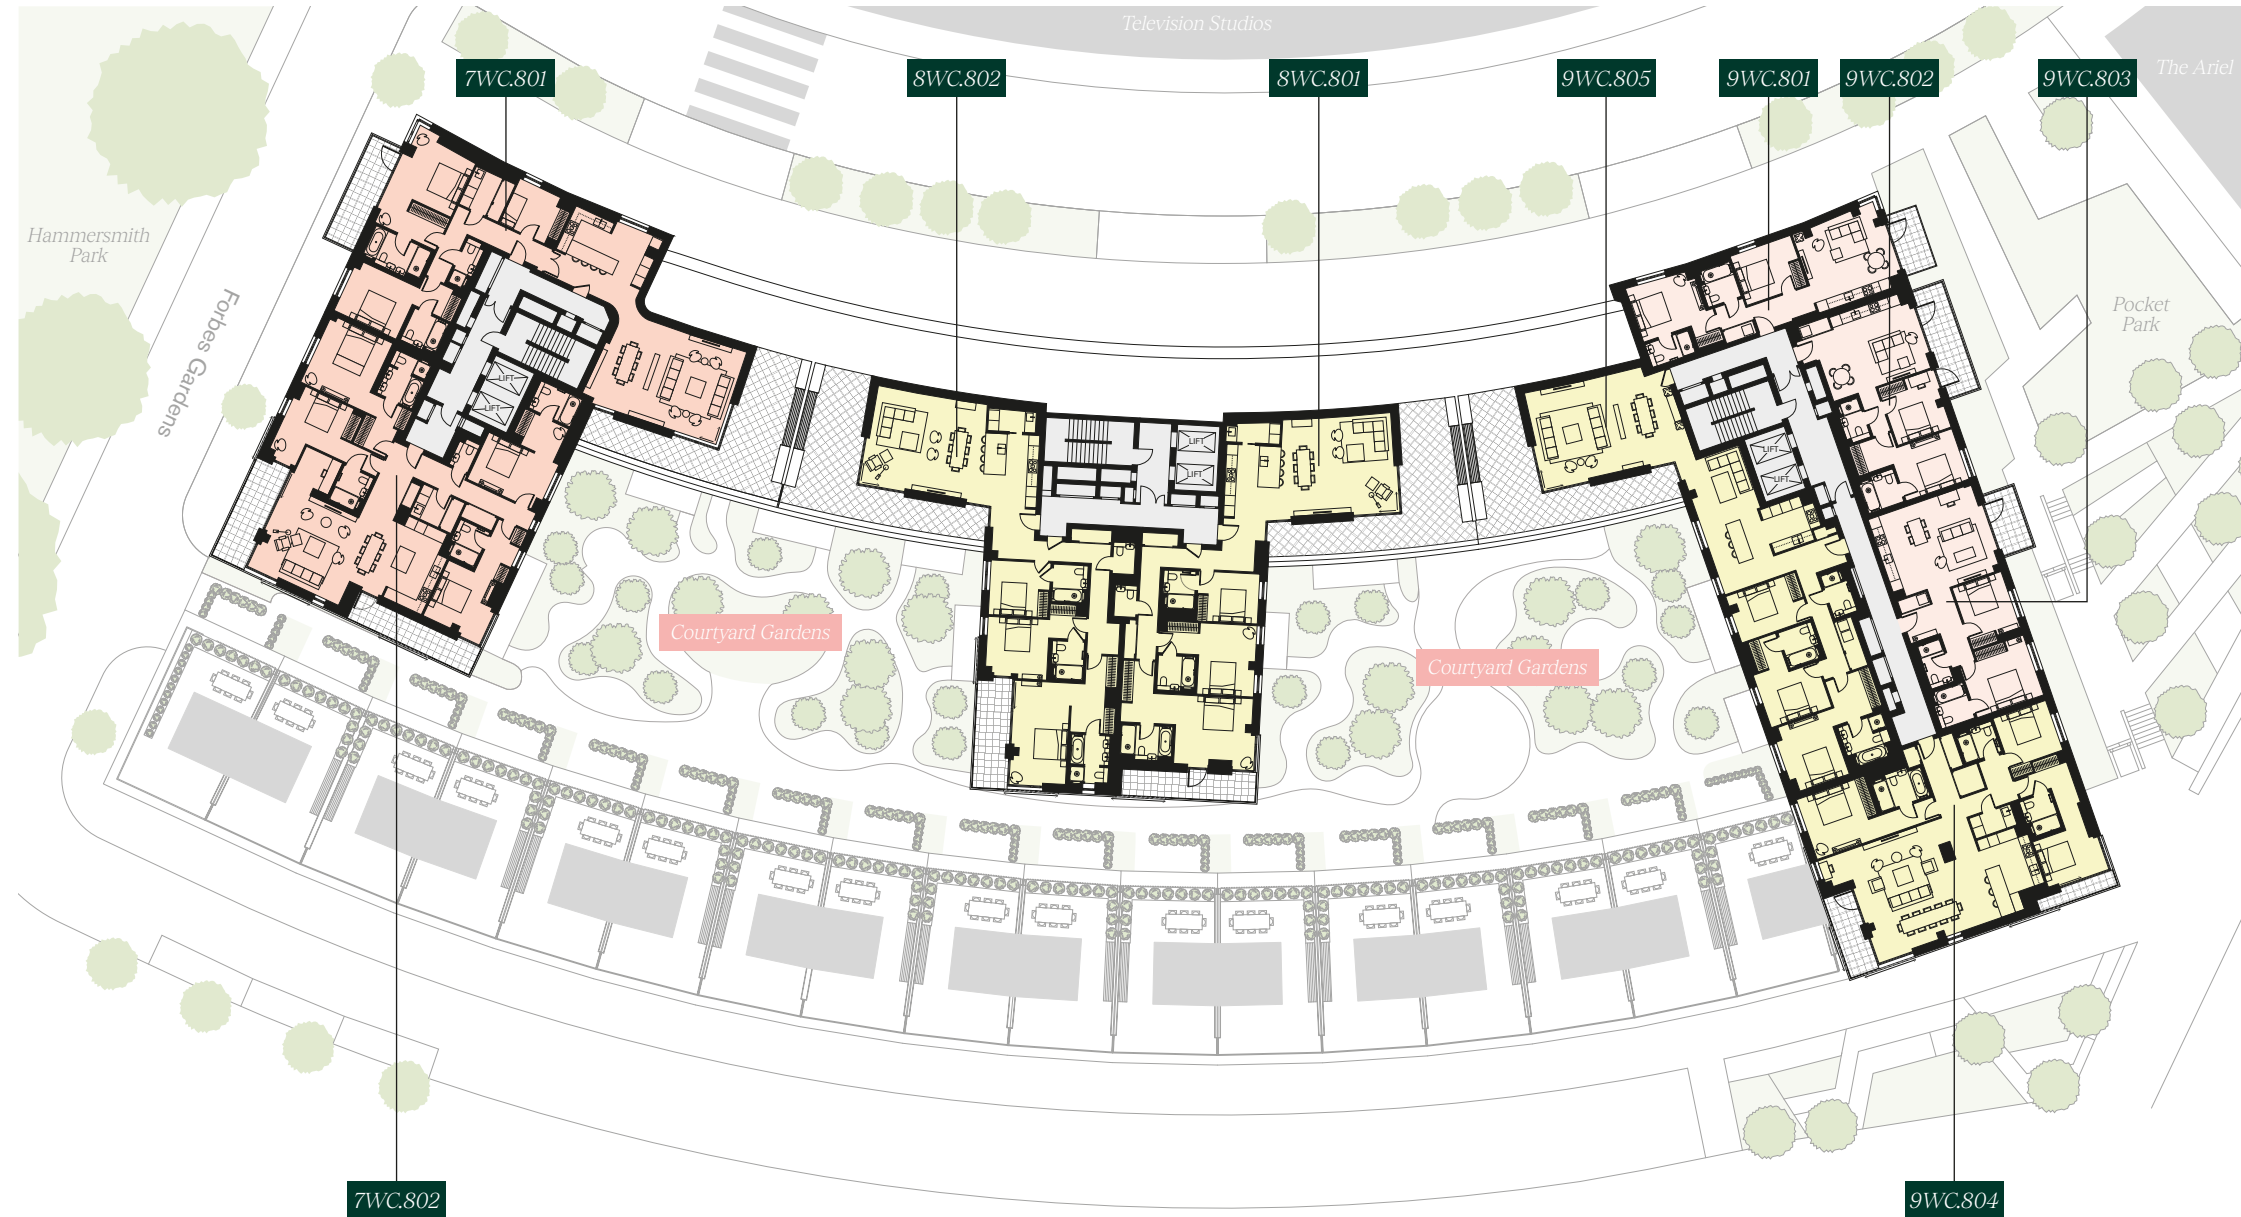 Television Studios
The Ariel
7WC.801
8WC.802
8WC.801
9WC.805
9WC.801
9WC.802
9WC.803
Hammersmith
Park
Forbes Gardens
Pocket
Park
LIFT
LIFT
LIFT
LIFT
LIFT
LIFT
Courtyard Gardens
Courtyard Gardens
7WC.802
9WC.804